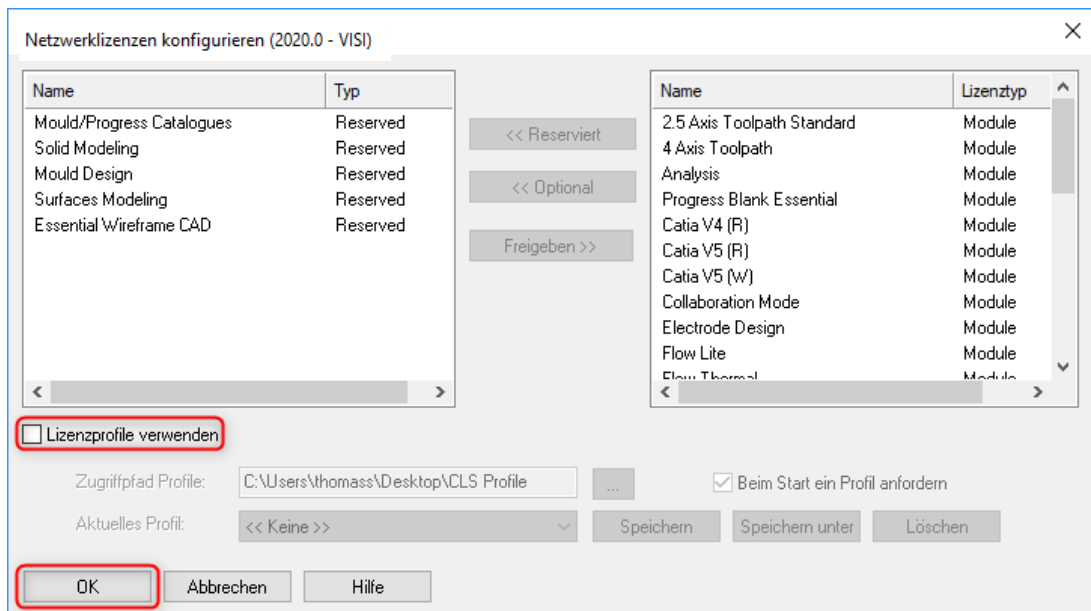 Netzwerklizenzen konfigurieren (2020.0 - VISI)
Name Typ
Mould/Progress Catalogues Reserved
Solid Modeling Reserved
Mould Design Reserved
Surfaces Modeling Reserved
Essential Wireframe CAD Reserved
<< Reserviert
<< Optional
Freigeben >>
Name Lizenztyp
2.5 Axis Toolpath Standard Module
4 Axis Toolpath Module
Analysis Module
Progress Blank Essential Module
Catia V4 (R) Module
Catia V5 (R) Module
Catia V5 (W) Module
Collaboration Mode Module
Electrode Design Module
Flow Lite Module
Flow Thermal Module
Lizenzprofile verwenden
Zugriffpfad Profile: C:\Users\thomass\Desktop\CLS Profile ... Beim Start ein Profil anfordern
Aktuelles Profil: << Keine >> Speichern Speichern unter Löschen
OK Abbrechen Hilfe